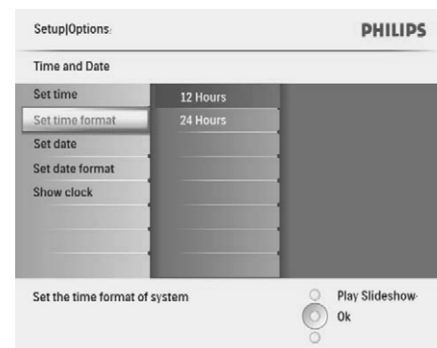 Setup|Options:
PHILIPS
Time and Date
Set time
12 Hours
Set time format
24 Hours
Set date
Set date format
Show clock
Set the time format of system
Play Slideshow
Ok